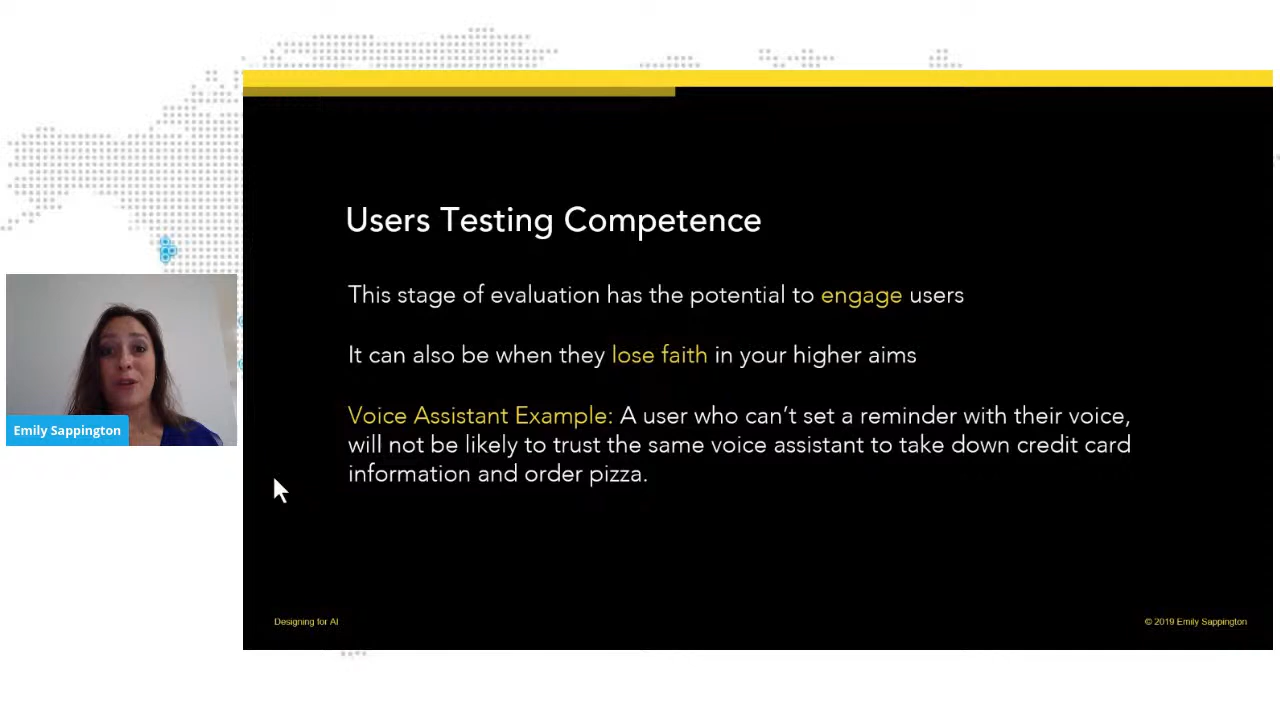 Users Testing Competence
This stage of evaluation has the potential to engage users
It can also be when they lose faith in your higher aims
Voice Assistant Example: A user who can’t set a reminder with their voice,
will not be likely to trust the same voice assistant to take down credit card
information and order pizza.
Emily Sappington
Designing for AI
© 2019 Emily Sappington